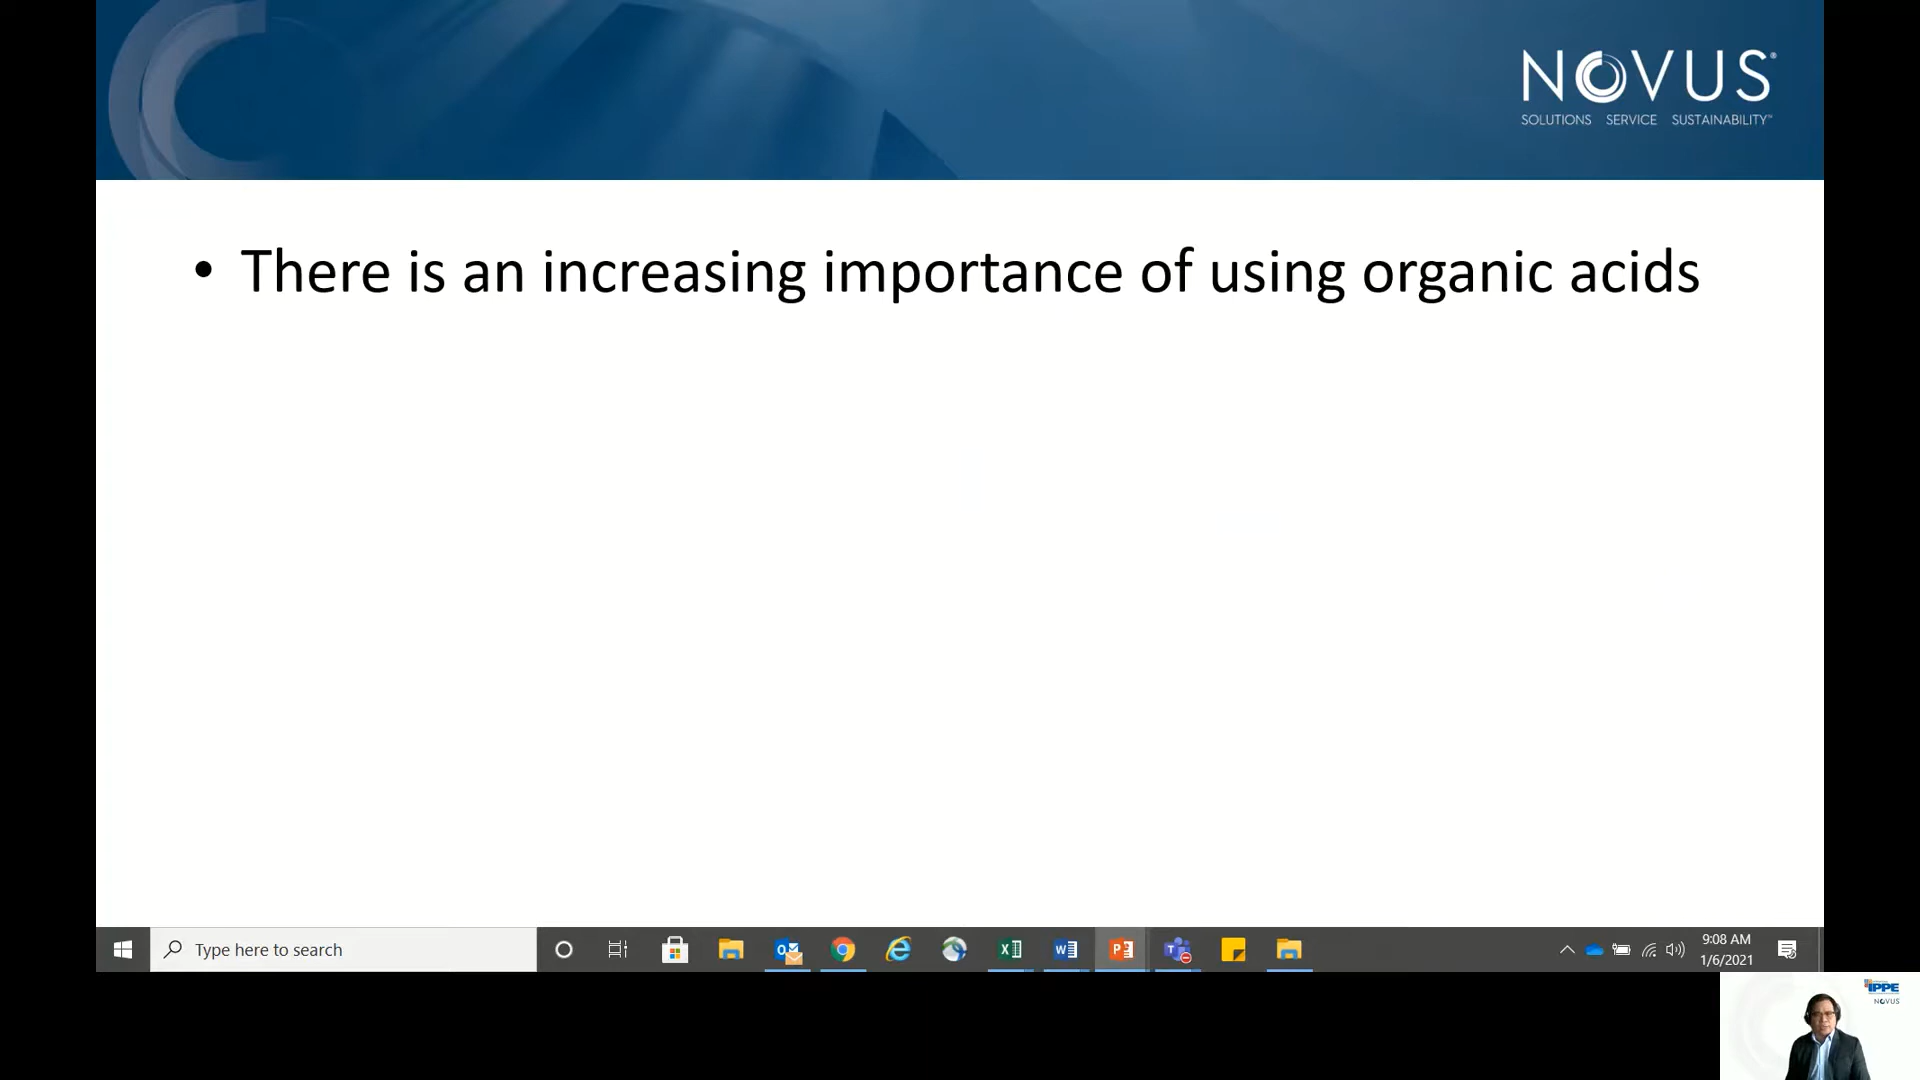 NOVUS®
SOLUTIONS SERVICE SUSTAINABILITY™
• There is an increasing importance of using organic acids
Type here to search
9:08 AM
1/6/2021
IPPE
NOVUS